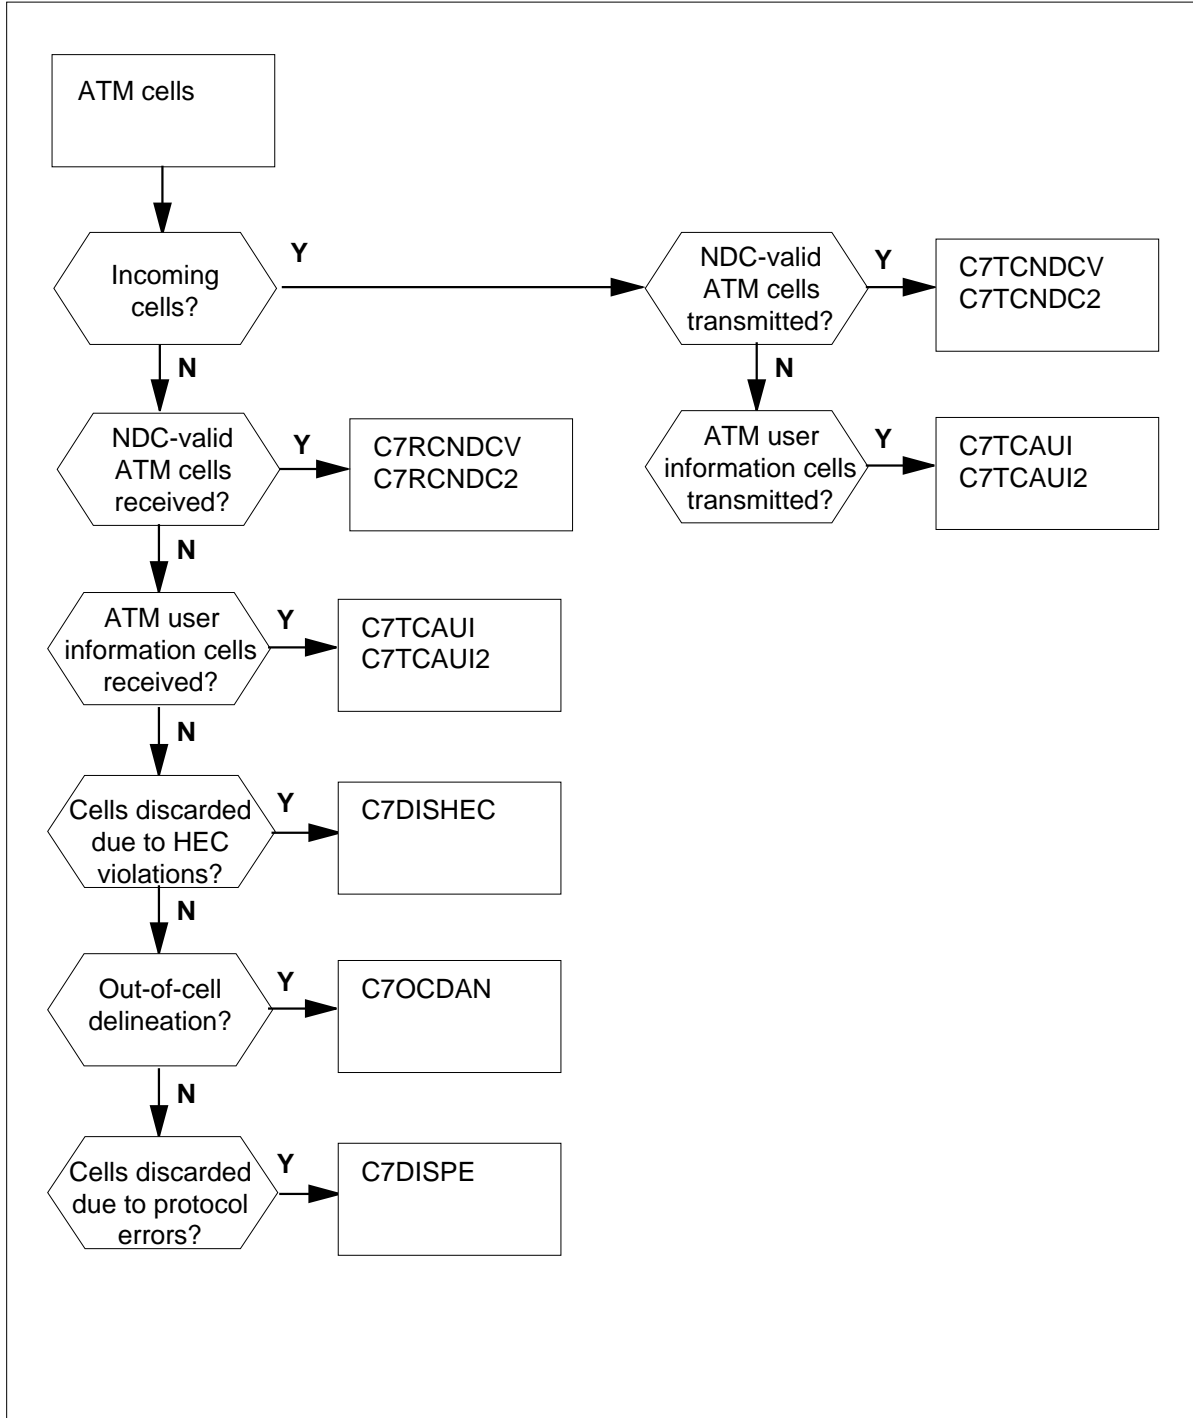 ATM cells
Incoming
cells?
Y
NDC-valid
ATM cells
transmitted?
Y
C7TCNDCV
C7TCNDC2
N
N
NDC-valid
ATM cells
received?
Y
C7RCNDCV
C7RCNDC2
ATM user
information cells
transmitted?
Y
C7TCAUI
C7TCAUI2
N
ATM user
information cells
received?
Y
C7TCAUI
C7TCAUI2
N
Cells discarded
due to HEC
violations?
Y
C7DISHEC
N
Out-of-cell
delineation?
Y
C7OCDAN
N
Cells discarded
due to protocol
errors?
Y
C7DISPE